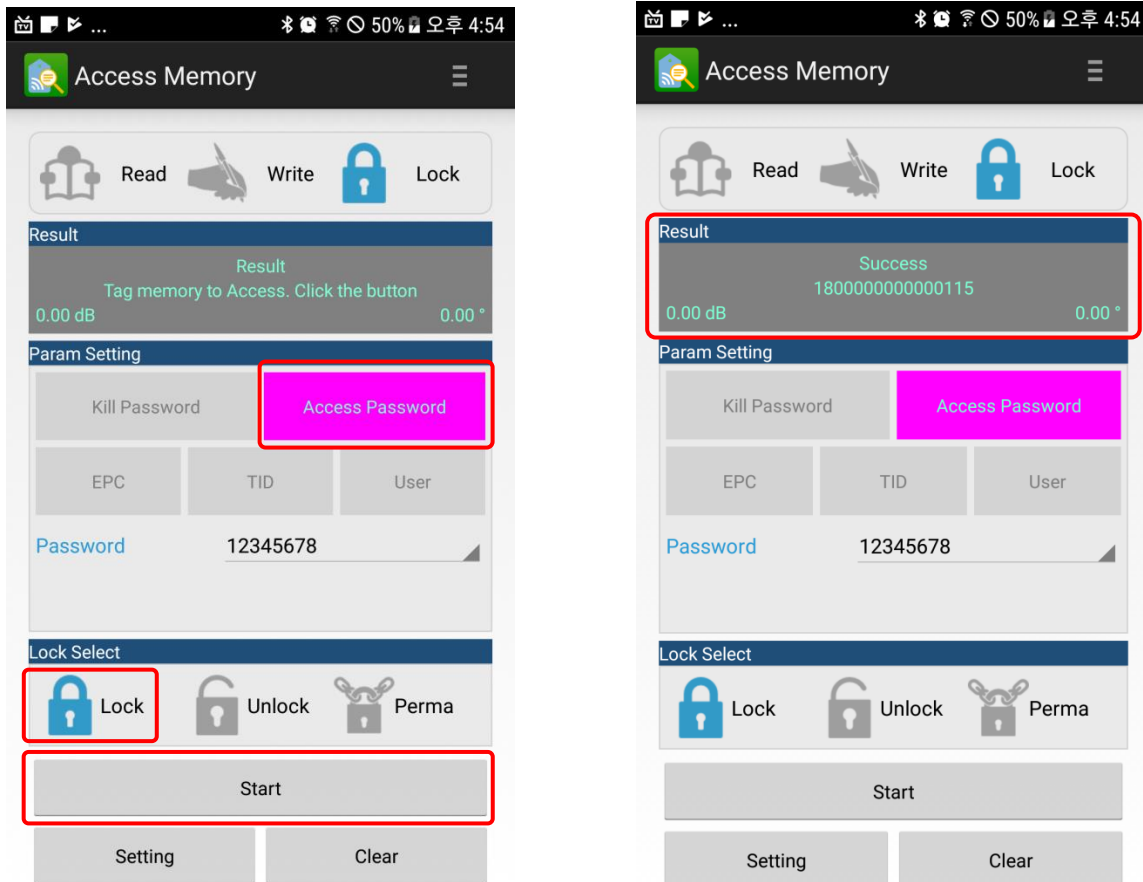 ... 50% 오후 4:54
Access Memory
Read Write Lock
Result
Result
Tag memory to Access. Click the button
0.00 dB 0.00 °
Param Setting
Kill Password Access Password
EPC TID User
Password 12345678
Lock Select
Lock Unlock Perma
Start
Setting Clear
... 50% 오후 4:54
Access Memory
Read Write Lock
Result
Success
1800000000000115
0.00 dB 0.00 °
Param Setting
Kill Password Access Password
EPC TID User
Password 12345678
Lock Select
Lock Unlock Perma
Start
Setting Clear